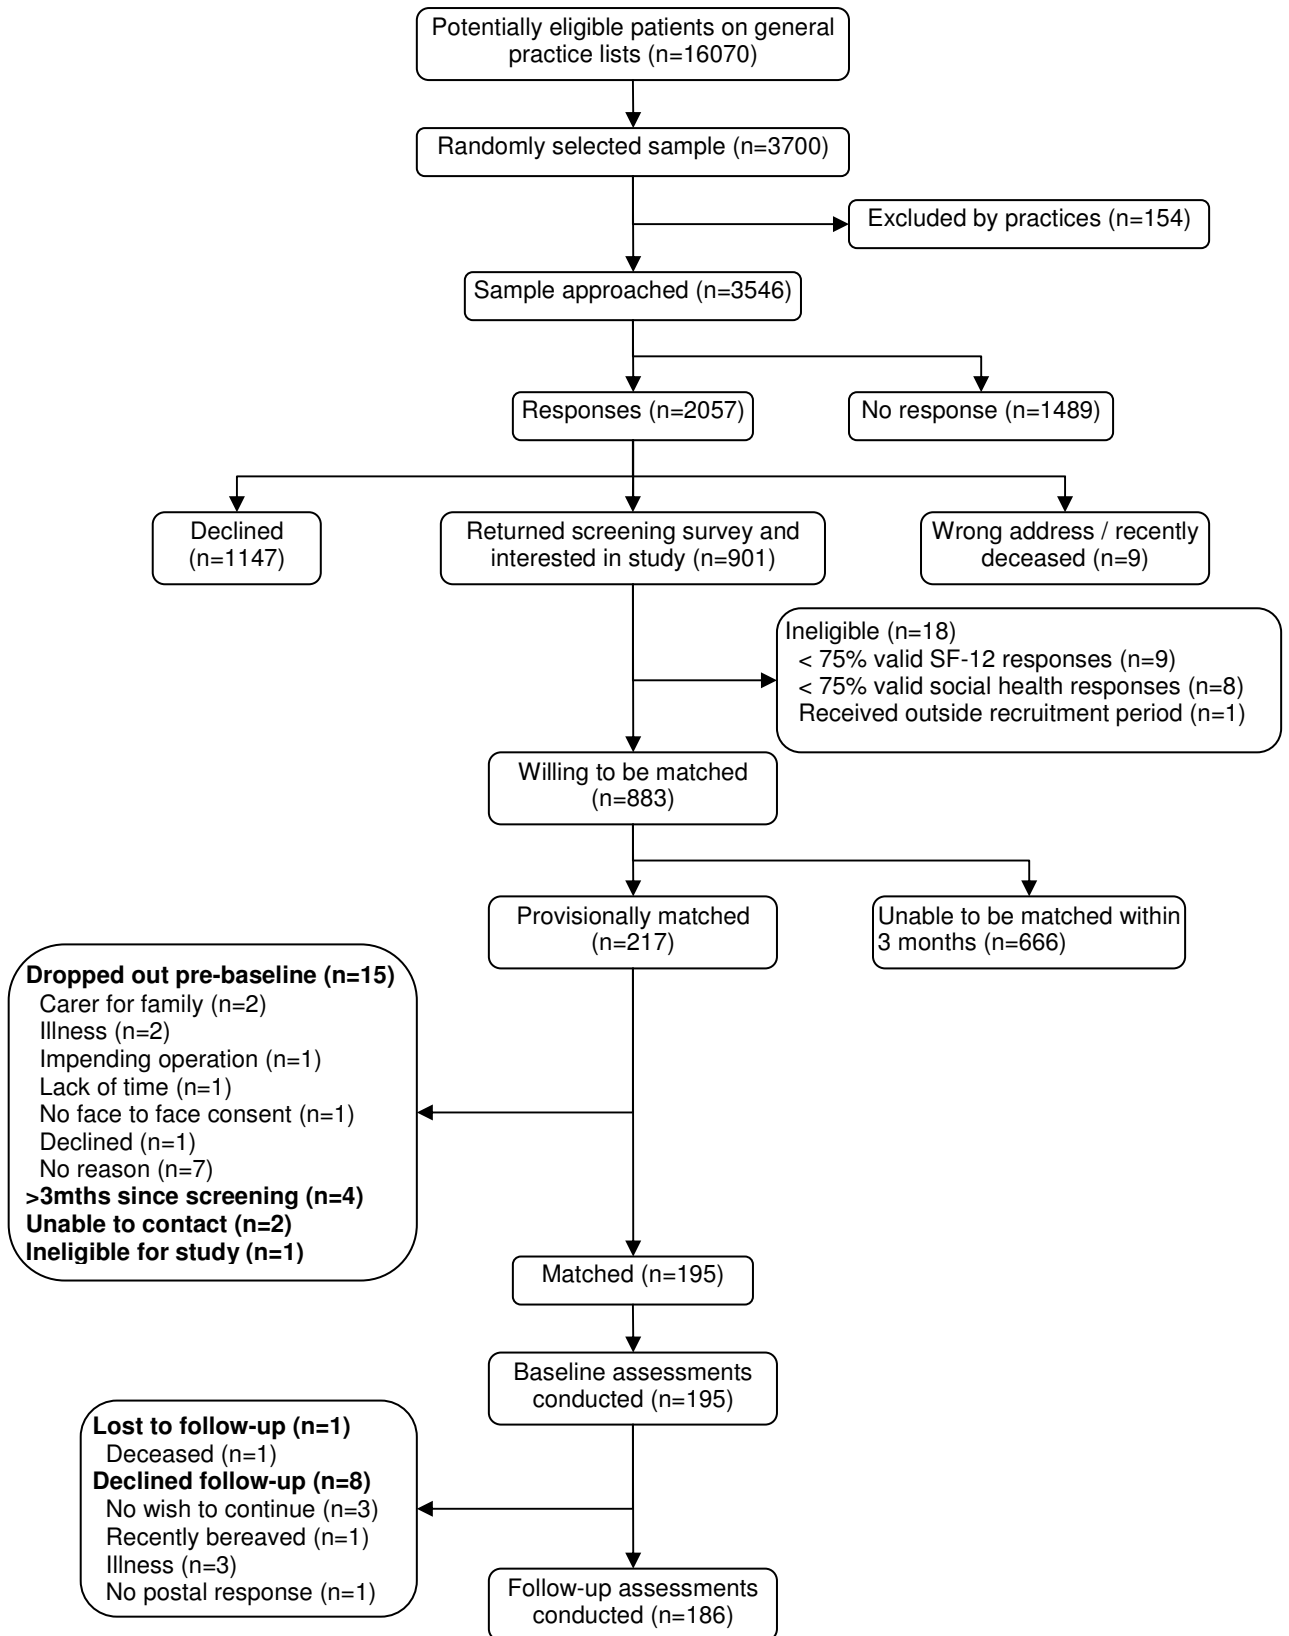 Potentially eligible patients on general
practice lists (n=16070)
Randomly selected sample (n=3700)
Excluded by practices (n=154)
Sample approached (n=3546)
Responses (n=2057)
No response (n=1489)
Declined
(n=1147)
Returned screening survey and
interested in study (n=901)
Wrong address / recently
deceased (n=9)
Ineligible (n=18)
< 75% valid SF-12 responses (n=9)
< 75% valid social health responses (n=8)
Received outside recruitment period (n=1)
Willing to be matched
(n=883)
Provisionally matched
(n=217)
Unable to be matched within
3 months (n=666)
Dropped out pre-baseline (n=15)
Carer for family (n=2)
Illness (n=2)
Impending operation (n=1)
Lack of time (n=1)
No face to face consent (n=1)
Declined (n=1)
No reason (n=7)
>3mths since screening (n=4)
Unable to contact (n=2)
Ineligible for study (n=1)
Matched (n=195)
Baseline assessments
conducted (n=195)
Lost to follow-up (n=1)
Deceased (n=1)
Declined follow-up (n=8)
No wish to continue (n=3)
Recently bereaved (n=1)
Illness (n=3)
No postal response (n=1)
Follow-up assessments
conducted (n=186)